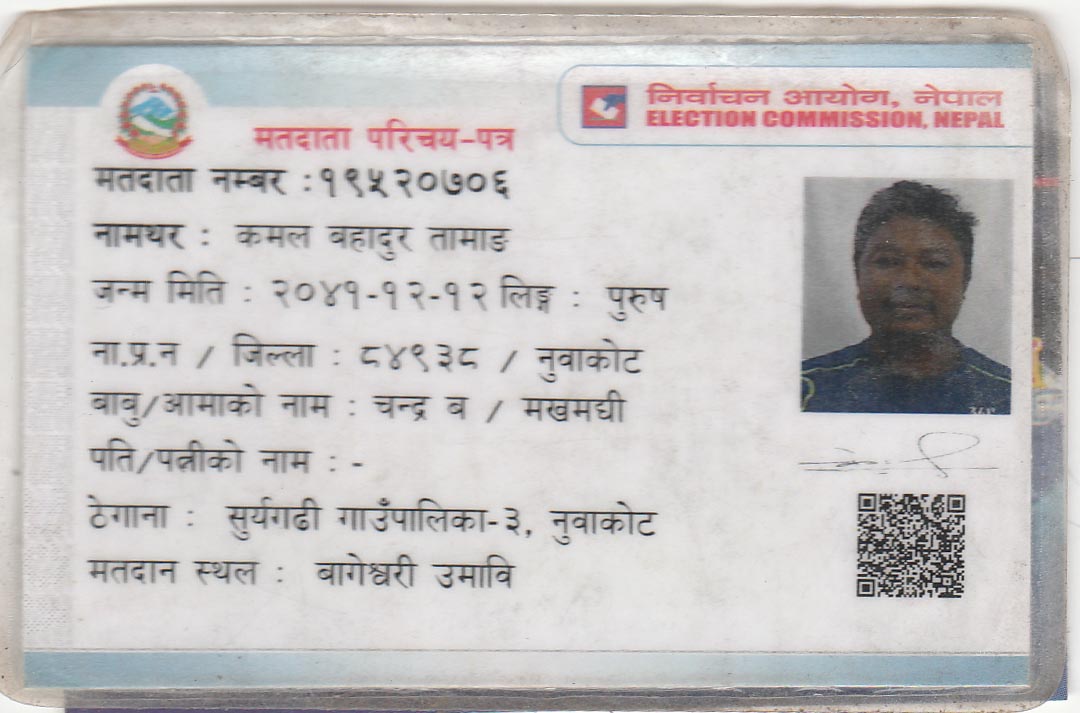 निर्वाचन आयोग, नेपाल
ELECTION COMMISSION, NEPAL
मतदाता परिचय-पत्र
मतदाता नम्बर : १९५२०७०६
नामथर : कमल वहादुर तामाङ
जन्म मिति : २०४१-१२-१२ लिङ्ग : पुरुष
ना.प्र.न / जिल्ला : ८४९३८ / नुवाकोट
बाबु/आमाको नाम : चन्द्र व / मखमधी
पति/पत्नीको नाम : -
ठेगाना : सुर्यगढी गाउँपालिका-३, नुवाकोट
मतदान स्थल : वागेश्वरी उमावि